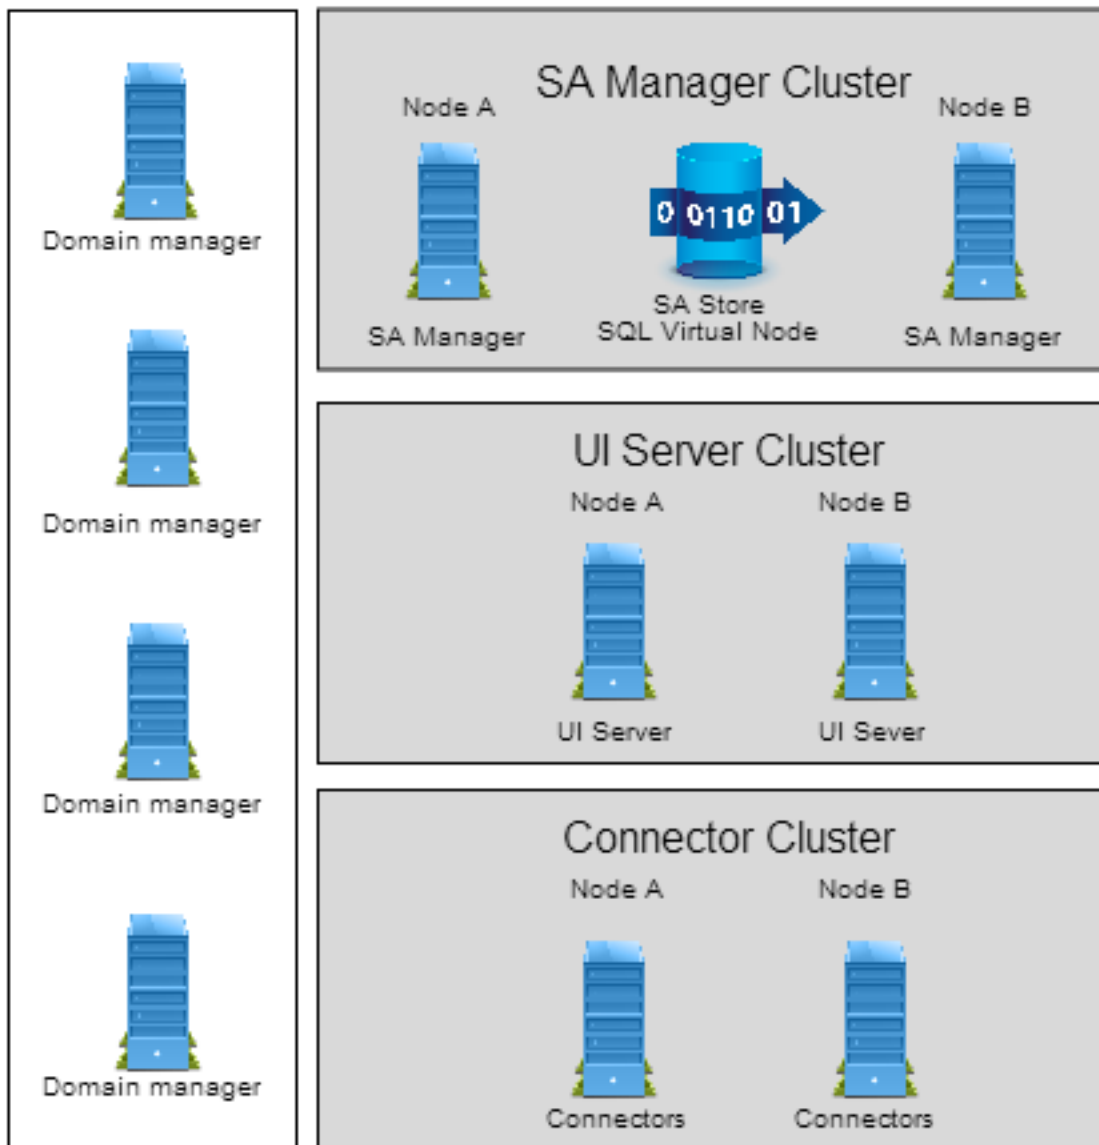 Domain manager
Domain manager
Domain manager
Domain manager
SA Manager Cluster
Node A
Node B
0 0110 01
SA Manager
SA Store
SQL Virtual Node
SA Manager
UI Server Cluster
Node A
Node B
UI Server
UI Sever
Connector Cluster
Node A
Node B
Connectors
Connectors